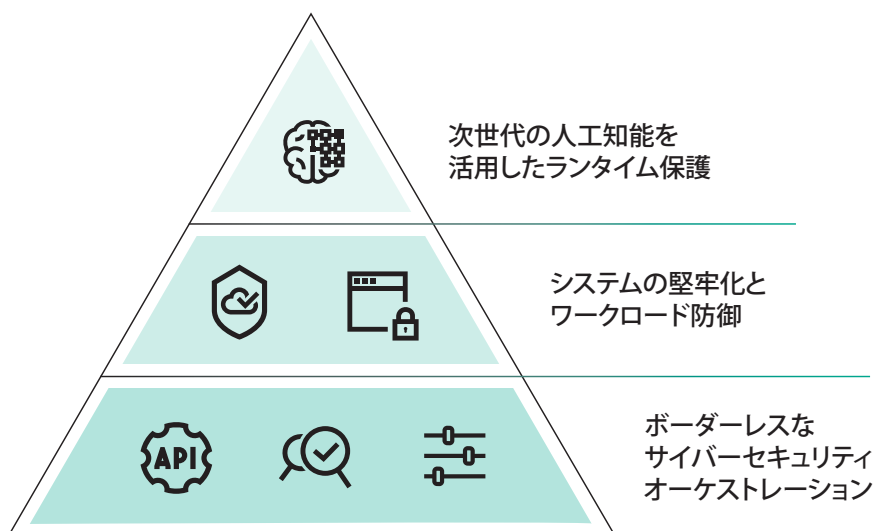 次世代の人工知能を
活用したランタイム保護
システムの堅牢化と
ワークロード防御
API
ボーダーレスな
サイバーセキュリティ
オーケストレーション